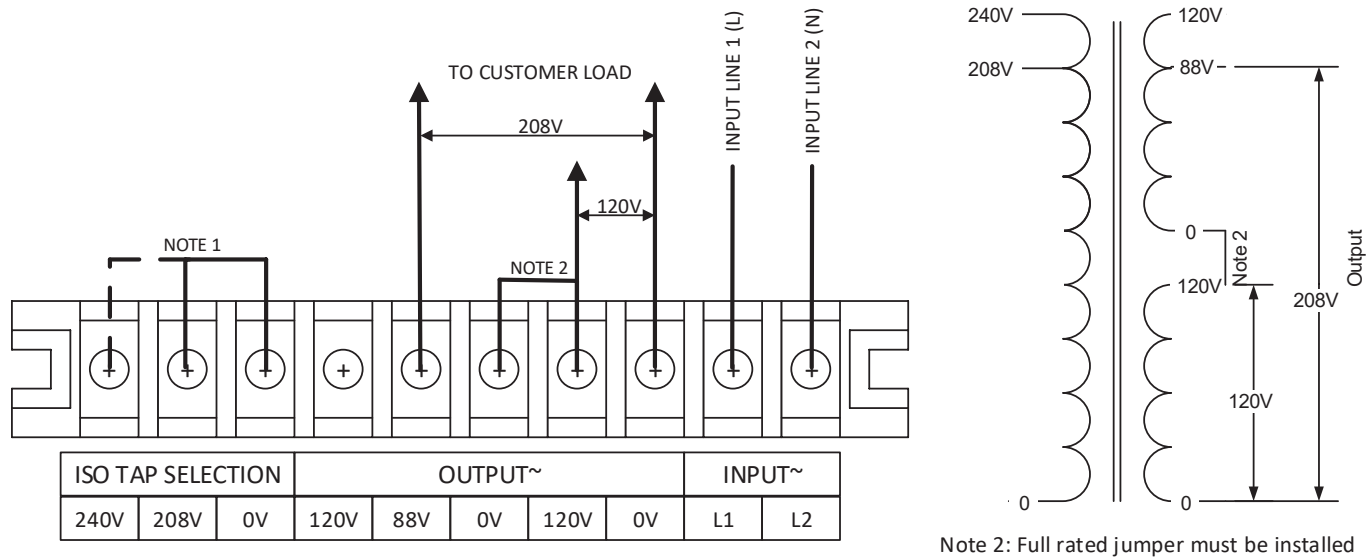 TO CUSTOMER LOAD
208V
120V
INPUT LINE 1 (L)
INPUT LINE 2 (N)
NOTE 1
NOTE 2
ISO TAP SELECTION OUTPUT~ INPUT~
240V 208V 0V 120V 88V 0V 120V 0V L1 L2
240V 120V
208V 88V
0
Note 2
120V
208V
Output
120V
0 0
Note 2: Full rated jumper must be installed